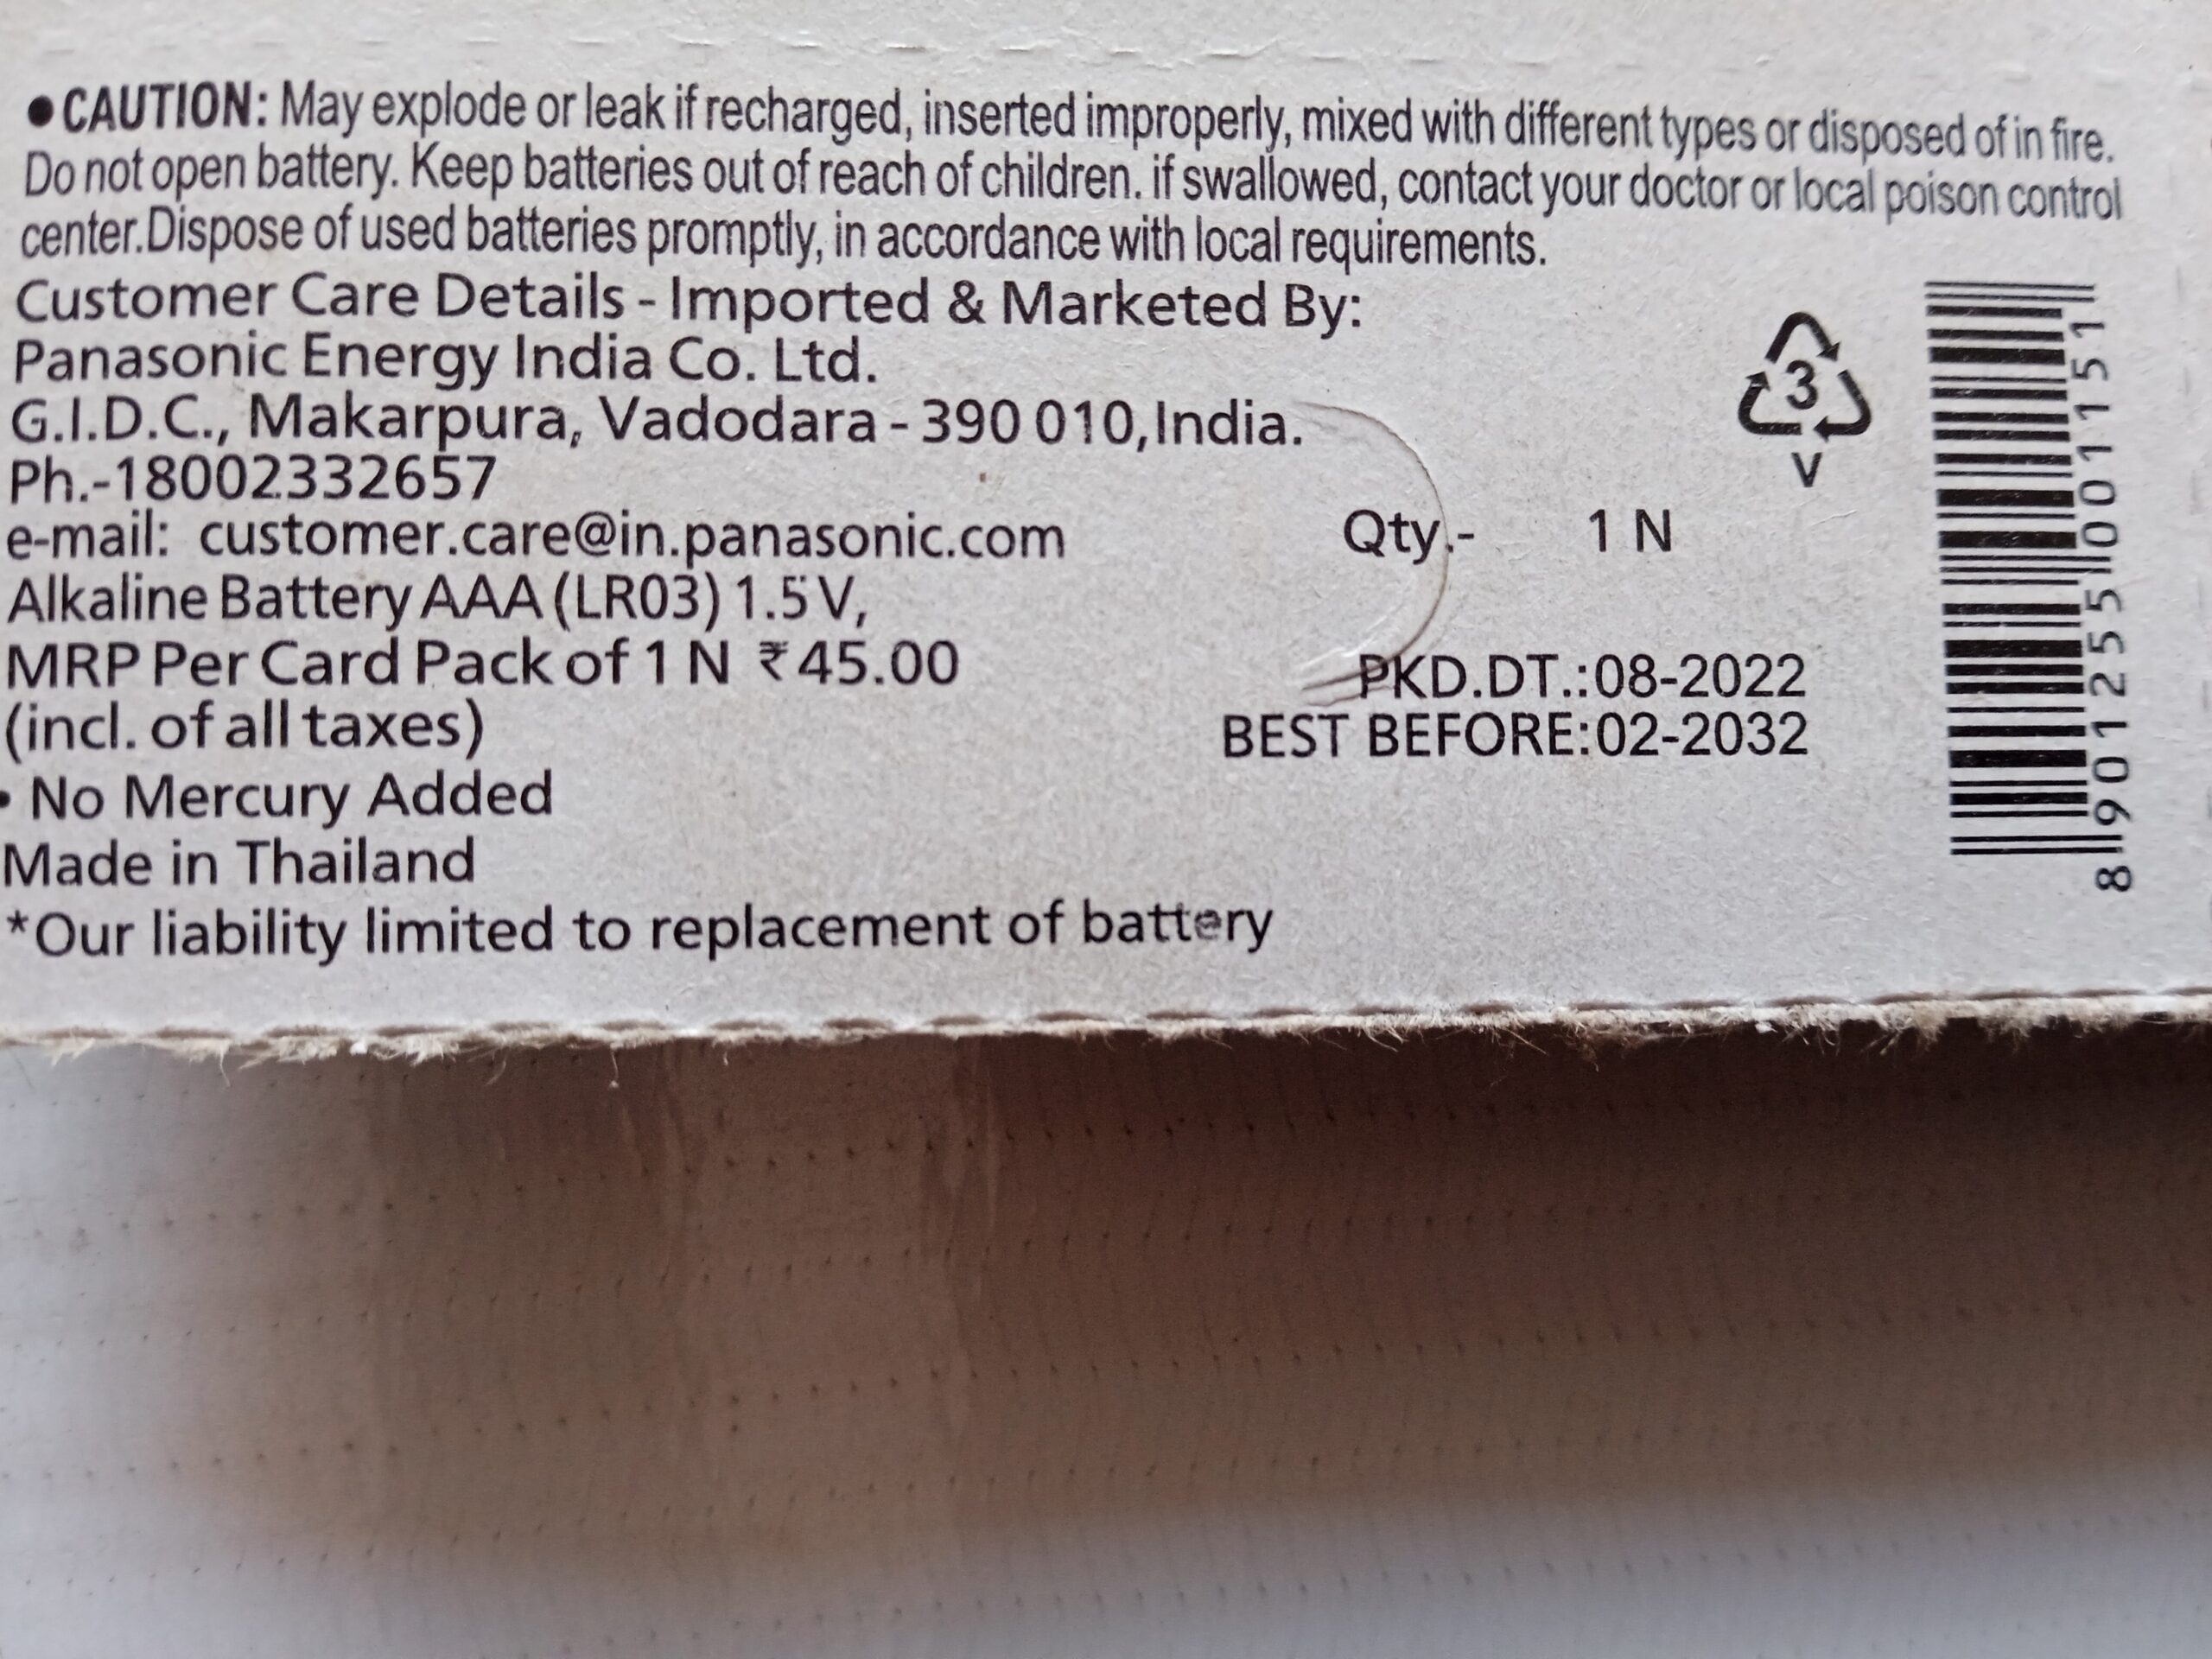 •CAUTION: May explode or leak if recharged, inserted improperly, mixed with different types or disposed of in fire.
Do not open battery. Keep batteries out of reach of children. if swallowed, contact your doctor or local poison control
center.Dispose of used batteries promptly, in accordance with local requirements.
Customer Care Details - Imported & Marketed By:
Panasonic Energy India Co. Ltd.
G.I.D.C., Makarpura, Vadodara - 390 010,India.
Ph.-18002332657
e-mail: customer.care@in.panasonic.com
Alkaline Battery AAA (LR03) 1.5 V,
MRP Per Card Pack of 1 N ₹ 45.00
(incl. of all taxes)
• No Mercury Added
Made in Thailand
*Our liability limited to replacement of battery
Qty.- 1 N
PKD.DT.:08-2022
BEST BEFORE:02-2032
3
V
8 901255 001151